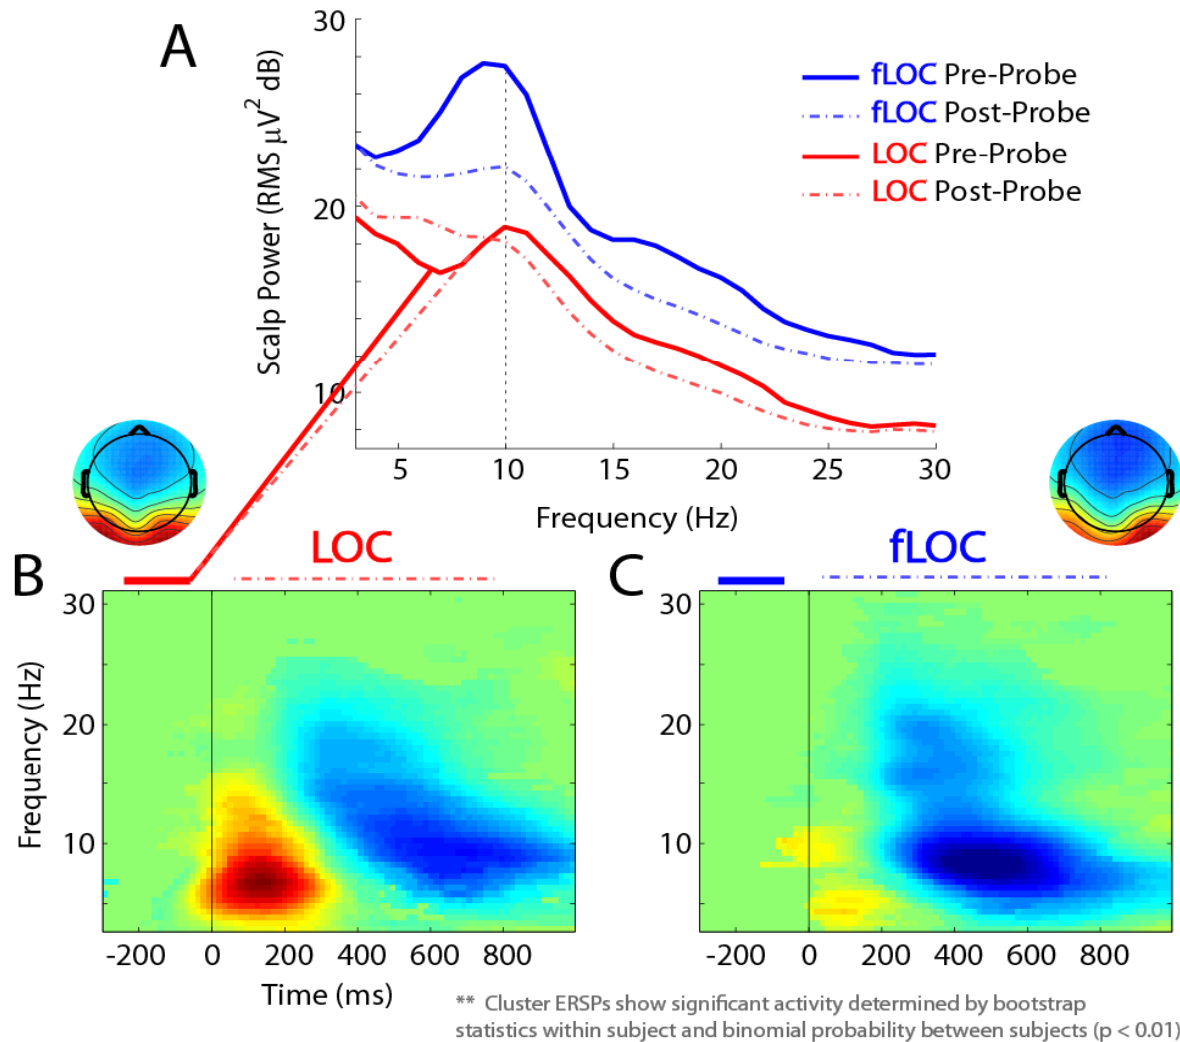 A
30
20
10
Scalp Power (RMS µV² dB)
fLOC Pre-Probe
fLOC Post-Probe
LOC Pre-Probe
LOC Post-Probe
5 10 15 20 25 30
Frequency (Hz)
B LOC
C fLOC
30
20
10
Frequency (Hz)
-200 0 200 400 600 800
Time (ms)
30
20
10
-200 0 200 400 600 800
** Cluster ERSPs show significant activity determined by bootstrap
statistics within subject and binomial probability between subjects (p < 0.01)